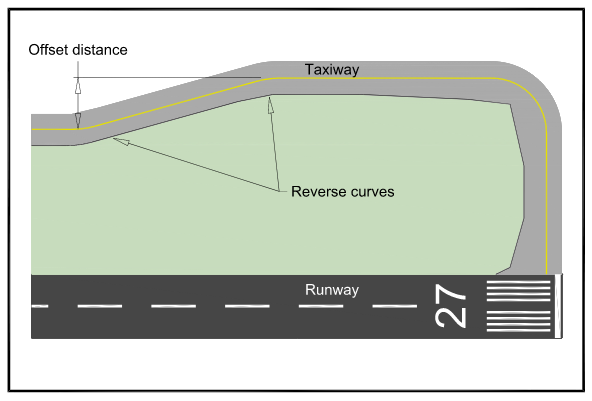 Offset distance
Taxiway
Reverse curves
Runway
27